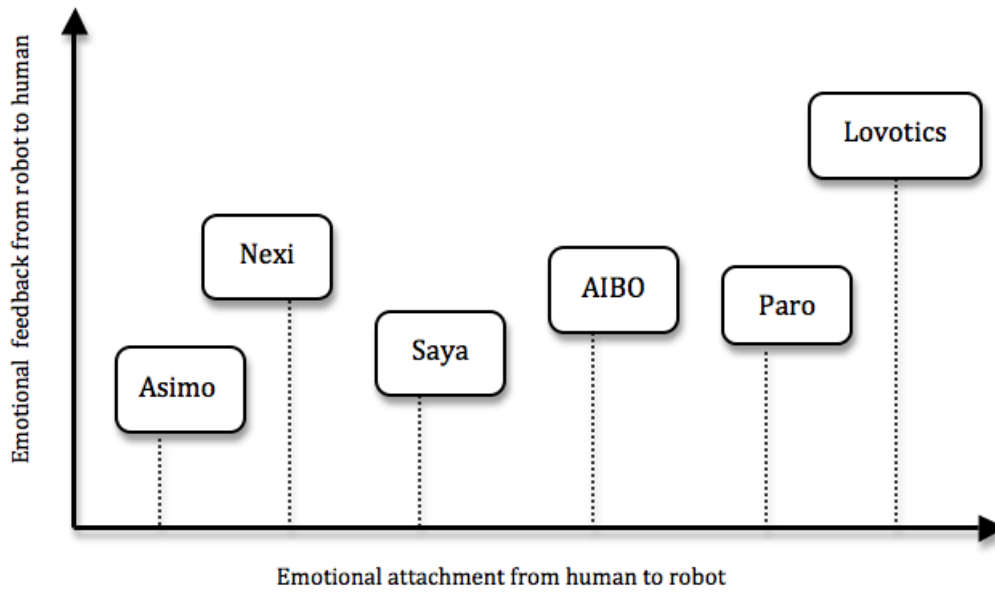 Emotional feedback from robot to human
Lovotics
Nexi
AIBO
Paro
Saya
Asimo
Emotional attachment from human to robot